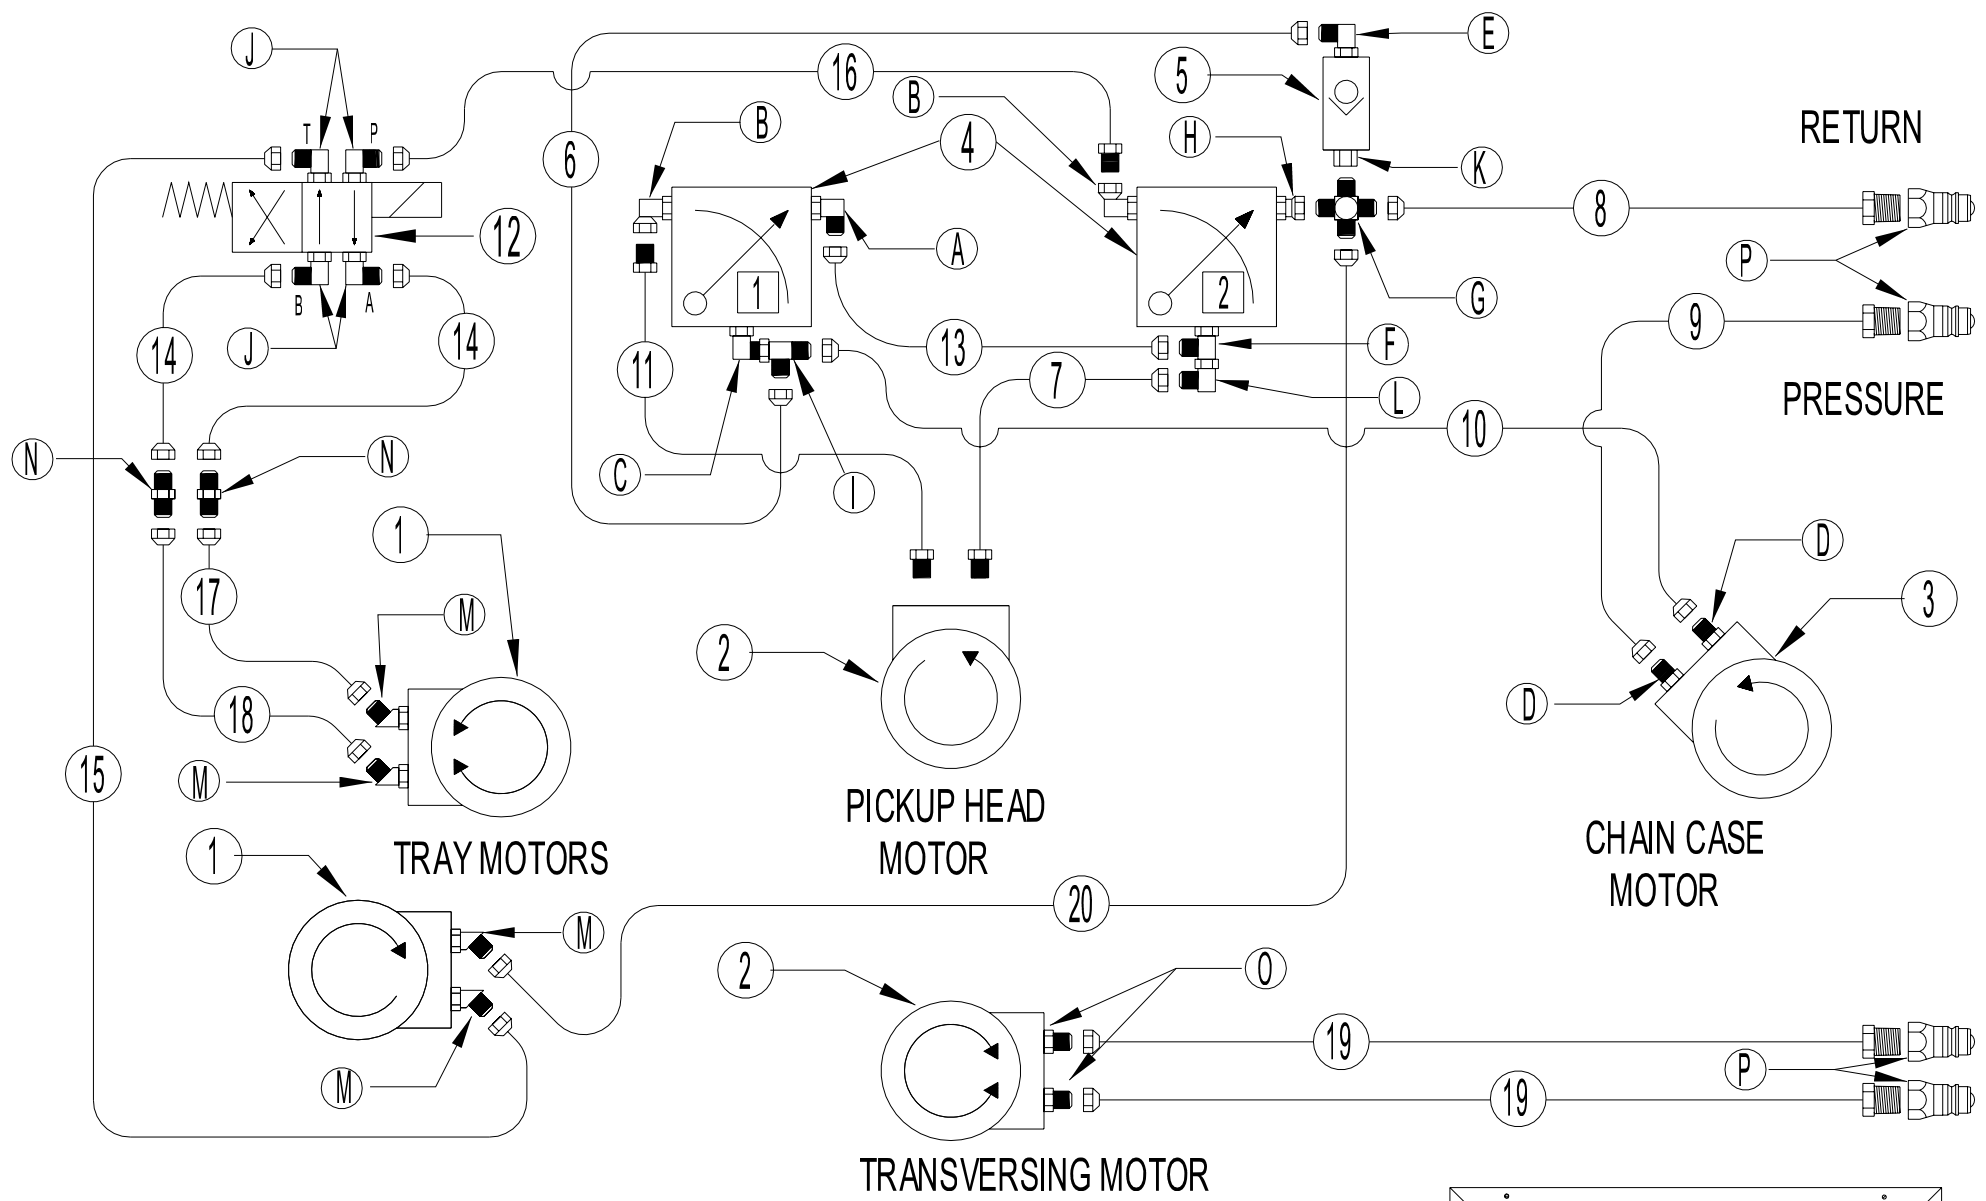 J
16
B
5
E
RETURN
T
P
6
B
4
H
K
12
A
8
P
G
B
A
J
1
2
14
14
11
13
7
F
L
9
PRESSURE
10
N
N
C
I
1
17
M
2
D
3
18
M
15
D
PICKUP HEAD
MOTOR
TRAY MOTORS
CHAIN CASE
MOTOR
1
M
20
2
O
M
19
P
19
TRANSVERSING MOTOR